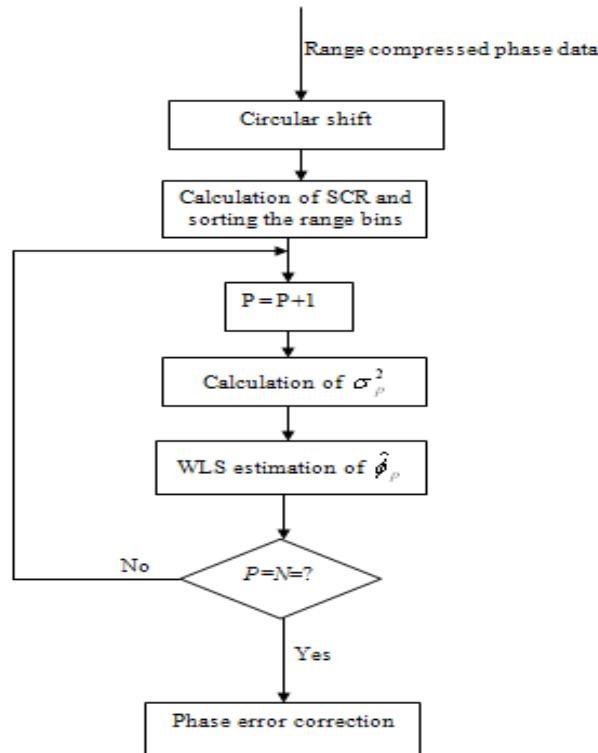 Range compressed phase data
Circular shift
Calculation of SCR and
sorting the range bins
P = P+1
Calculation of σ²ₚ
WLS estimation of φ̂ₚ
No
P=N=?
Yes
Phase error correction